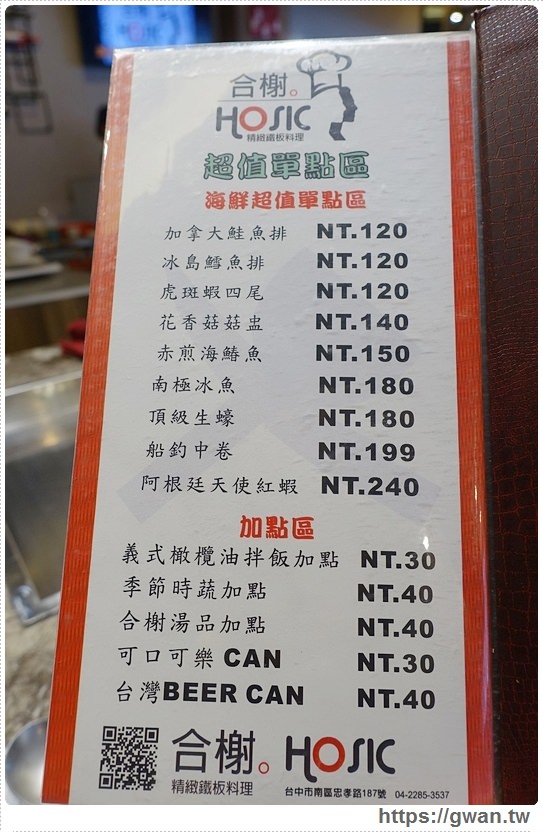 合榭。
HOSIC
精緻鐵板料理
超值單點區
海鮮超值單點區
加拿大鮭魚排 NT.120
冰島鱈魚排 NT.120
虎斑蝦四尾 NT.120
花香菇菇盅 NT.140
赤煎海鱺魚 NT.150
南極冰魚 NT.180
頂級生蠔 NT.180
船釣中卷 NT.199
阿根廷天使紅蝦 NT.240
加點區
義式橄欖油拌飯加點 NT.30
季節時蔬加點 NT.40
合榭湯品加點 NT.40
可口可樂 CAN NT.30
台灣BEER CAN NT.40
合榭。HOSIC
精緻鐵板料理 台中市南區忠孝路187號 04-2285-3537
https://gwan.tw